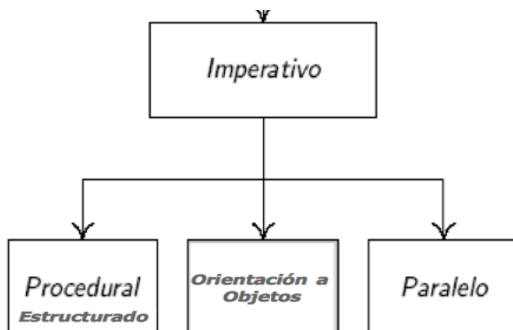 Imperativo
Procedural
Estructurado
Orientación a
Objetos
Paralelo